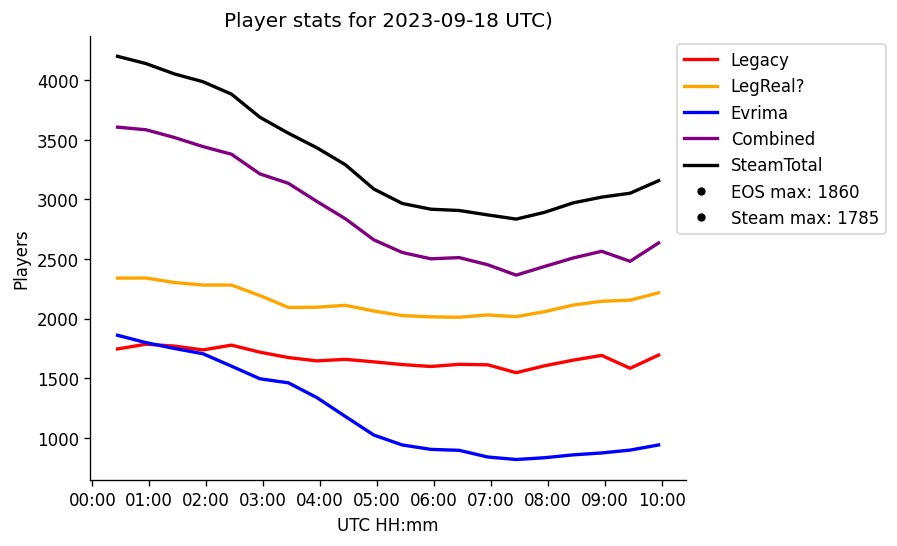 Player stats for 2023-09-18 UTC)
Legacy
LegReal?
Evrima
Combined
SteamTotal
EOS max: 1860
Steam max: 1785
Players
4000
3500
3000
2500
2000
1500
1000
00:00 01:00 02:00 03:00 04:00 05:00 06:00 07:00 08:00 09:00 10:00
UTC HH:mm